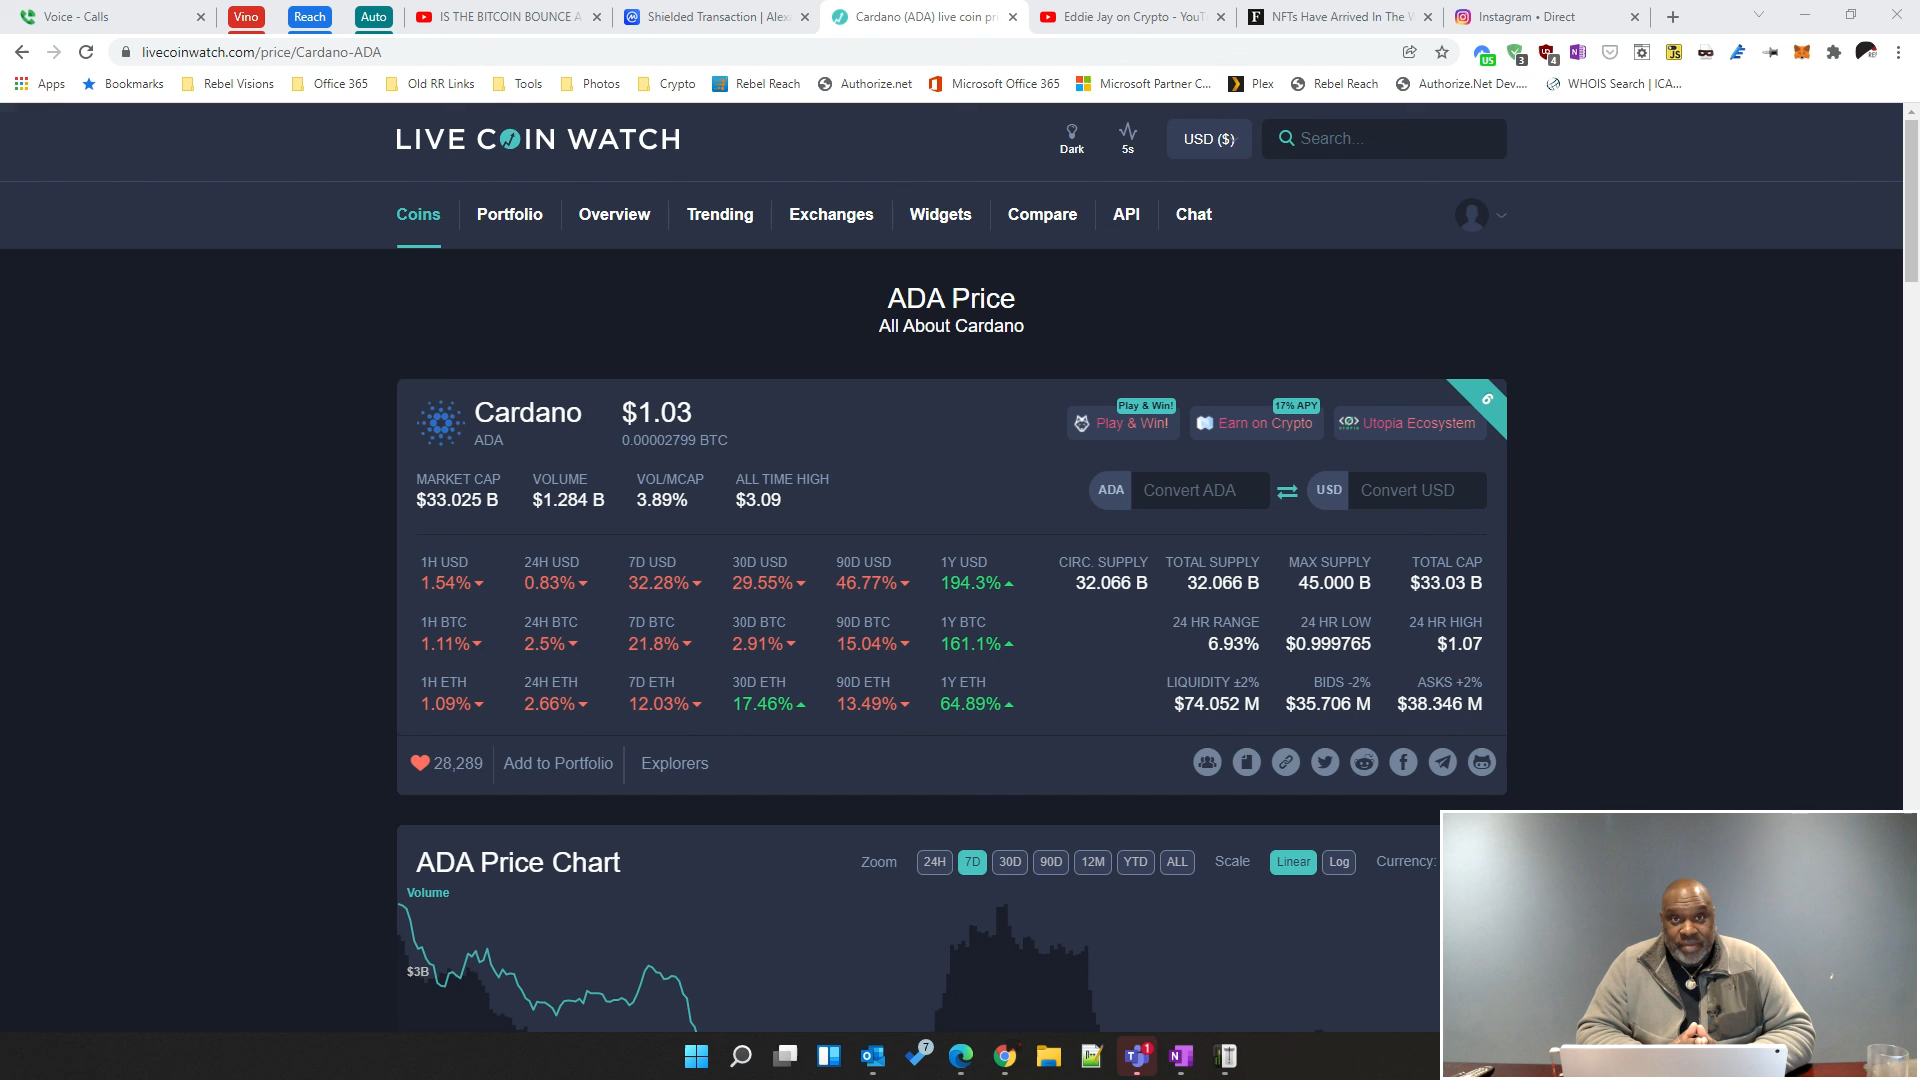 Voice - Calls
Vino
Reach
Auto
IS THE BITCOIN BOUNCE A
Shielded Transaction | Alex
Cardano (ADA) live coin pri
Eddie Jay on Crypto - YouT
NFTs Have Arrived In The
Instagram • Direct
livecoinwatch.com/price/Cardano-ADA
US
3
4
JS
Apps
Bookmarks
Rebel Visions
Office 365
Old RR Links
Tools
Photos
Crypto
Rebel Reach
Authorize.net
Microsoft Office 365
Microsoft Partner C...
Plex
Rebel Reach
Authorize.Net Dev....
WHOIS Search | ICA...
LIVE COIN WATCH
Dark
5s
USD ($)
Search...
Coins
Portfolio
Overview
Trending
Exchanges
Widgets
Compare
API
Chat
ADA Price
All About Cardano
Cardano
ADA
$1.03
0.00002799 BTC
Play & Win!
Play & Win!
17% APY
Earn on Crypto
Utopia Ecosystem
6
MARKET CAP
$33.025 B
VOLUME
$1.284 B
VOL/MCAP
3.89%
ALL TIME HIGH
$3.09
ADA
Convert ADA
USD
Convert USD
1H USD 24H USD 7D USD 30D USD 90D USD 1Y USD CIRC. SUPPLY TOTAL SUPPLY MAX SUPPLY TOTAL CAP
1.54% 0.83% 32.28% 29.55% 46.77% 194.3% 32.066 B 32.066 B 45.000 B $33.03 B
1H BTC 24H BTC 7D BTC 30D BTC 90D BTC 1Y BTC 24 HR RANGE 24 HR LOW 24 HR HIGH
1.11% 2.5% 21.8% 2.91% 15.04% 161.1% 6.93% $0.999765 $1.07
1H ETH 24H ETH 7D ETH 30D ETH 90D ETH 1Y ETH LIQUIDITY ±2% BIDS -2% ASKS +2%
1.09% 2.66% 12.03% 17.46% 13.49% 64.89% $74.052 M $35.706 M $38.346 M
28,289
Add to Portfolio
Explorers
ADA Price Chart
Zoom
24H
7D
30D
90D
12M
YTD
ALL
Scale
Linear
Log
Currency:
Volume
$3B
7
1